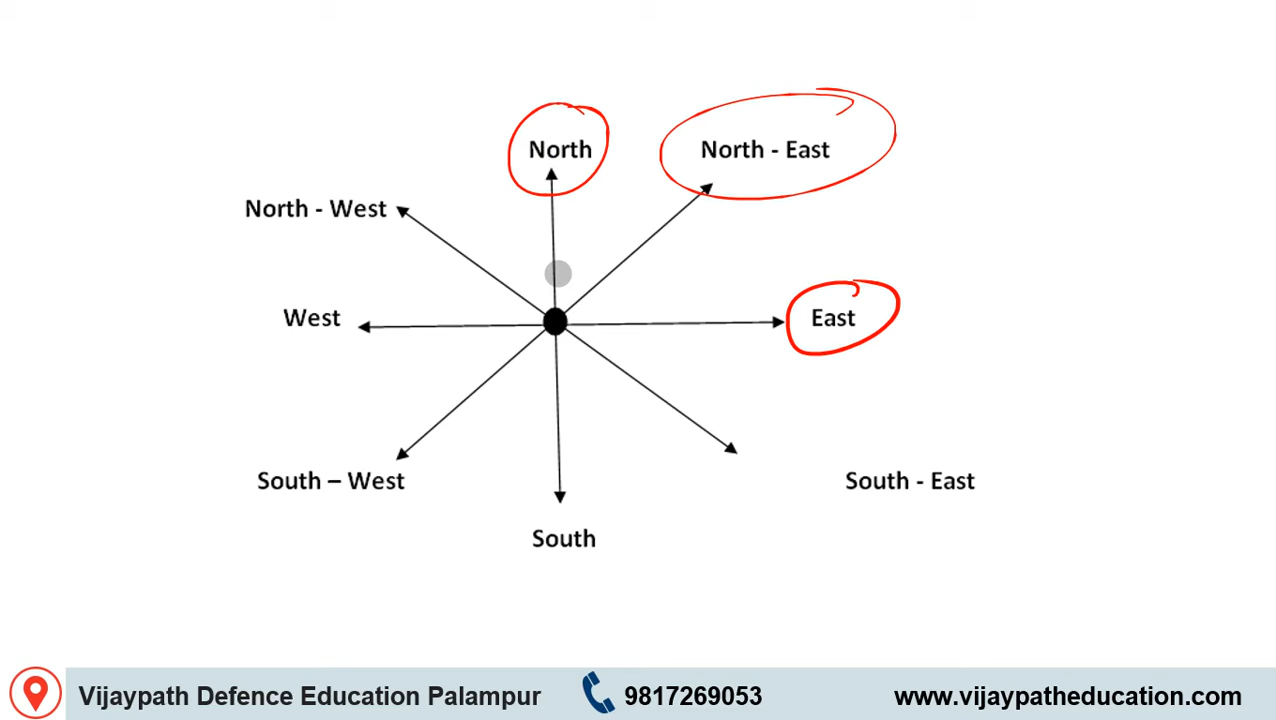 North
North - East
North - West
West
East
South – West
South - East
South
Vijaypath Defence Education Palampur
9817269053
www.vijaypatheducation.com